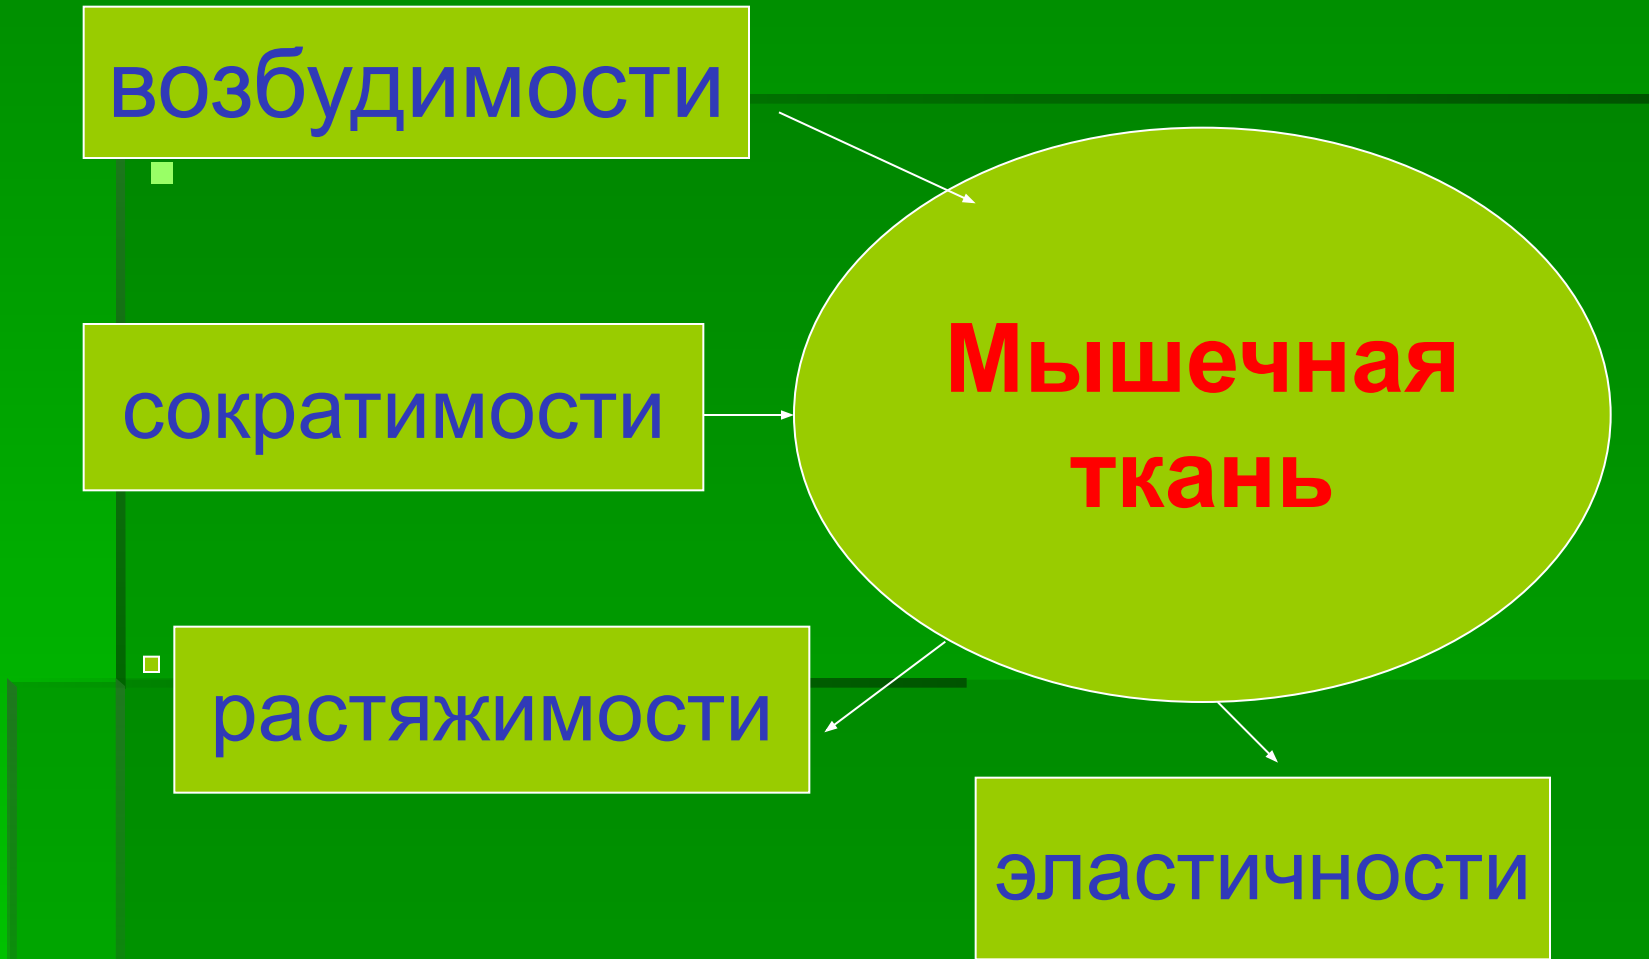 возбудимости
сократимости
Мышечная
ткань
растяжимости
эластичности